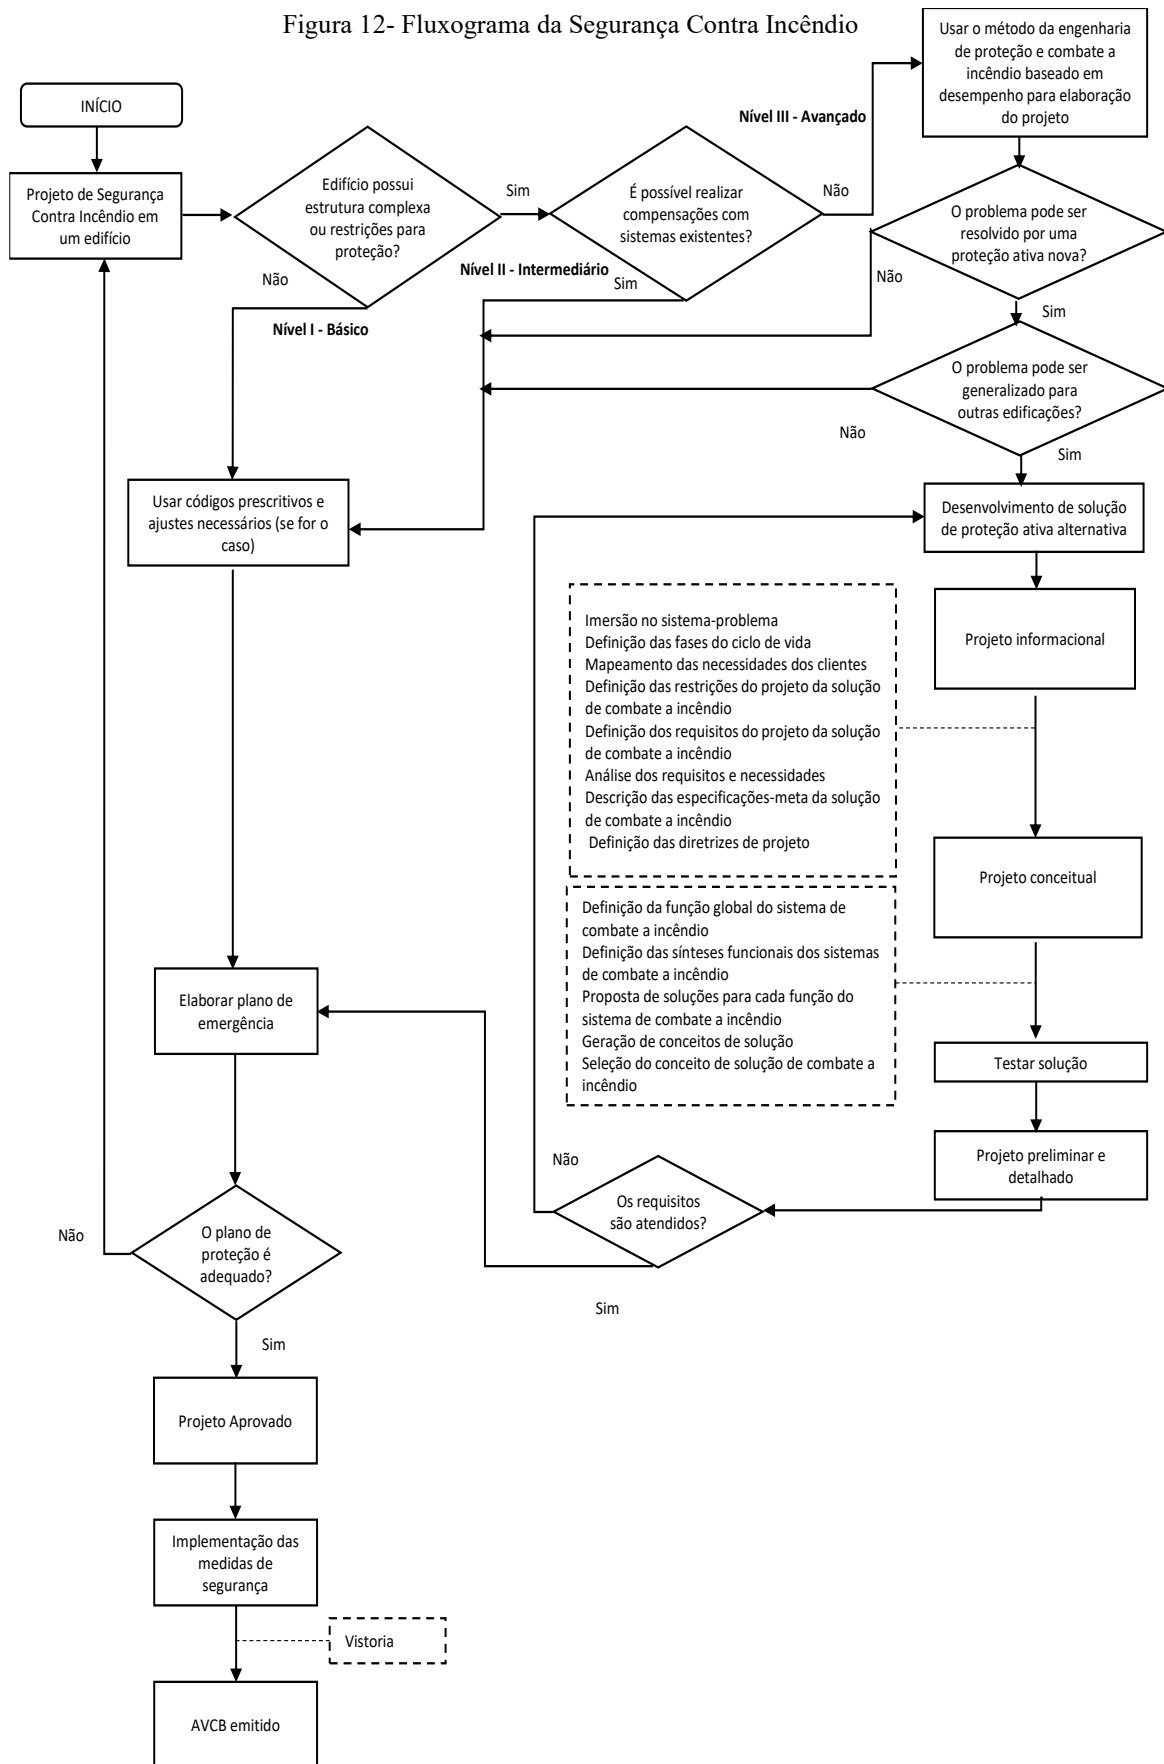 Figura 12- Fluxograma da Segurança Contra Incêndio
INÍCIO
Projeto de Segurança
Contra Incêndio em
um edifício
Edifício possui
estrutura complexa
ou restrições para
proteção?
Sim
Não
Nível I - Básico
É possível realizar
compensações com
sistemas existentes?
Nível II - Intermediário
Sim
Nível III - Avançado
Não
Usar o método da engenharia
de proteção e combate a
incêndio baseado em
desempenho para elaboração
do projeto
O problema pode ser
resolvido por uma
proteção ativa nova?
Não
Sim
O problema pode ser
generalizado para
outras edificações?
Não
Sim
Usar códigos prescritivos e
ajustes necessários (se for o
caso)
Desenvolvimento de solução
de proteção ativa alternativa
Projeto informacional
Imersão no sistema-problema
Definição das fases do ciclo de vida
Mapeamento das necessidades dos clientes
Definição das restrições do projeto da solução
de combate a incêndio
Definição dos requisitos do projeto da solução
de combate a incêndio
Análise dos requisitos e necessidades
Descrição das especificações-meta da solução
de combate a incêndio
Definição das diretrizes de projeto
Projeto conceitual
Definição da função global do sistema de
combate a incêndio
Definição das sínteses funcionais dos sistemas
de combate a incêndio
Proposta de soluções para cada função do
sistema de combate a incêndio
Geração de conceitos de solução
Seleção do conceito de solução de combate a
incêndio
Testar solução
Projeto preliminar e
detalhado
Os requisitos
são atendidos?
Não
Sim
Elaborar plano de
emergência
O plano de
proteção é
adequado?
Não
Sim
Projeto Aprovado
Implementação das
medidas de
segurança
Vistoria
AVCB emitido